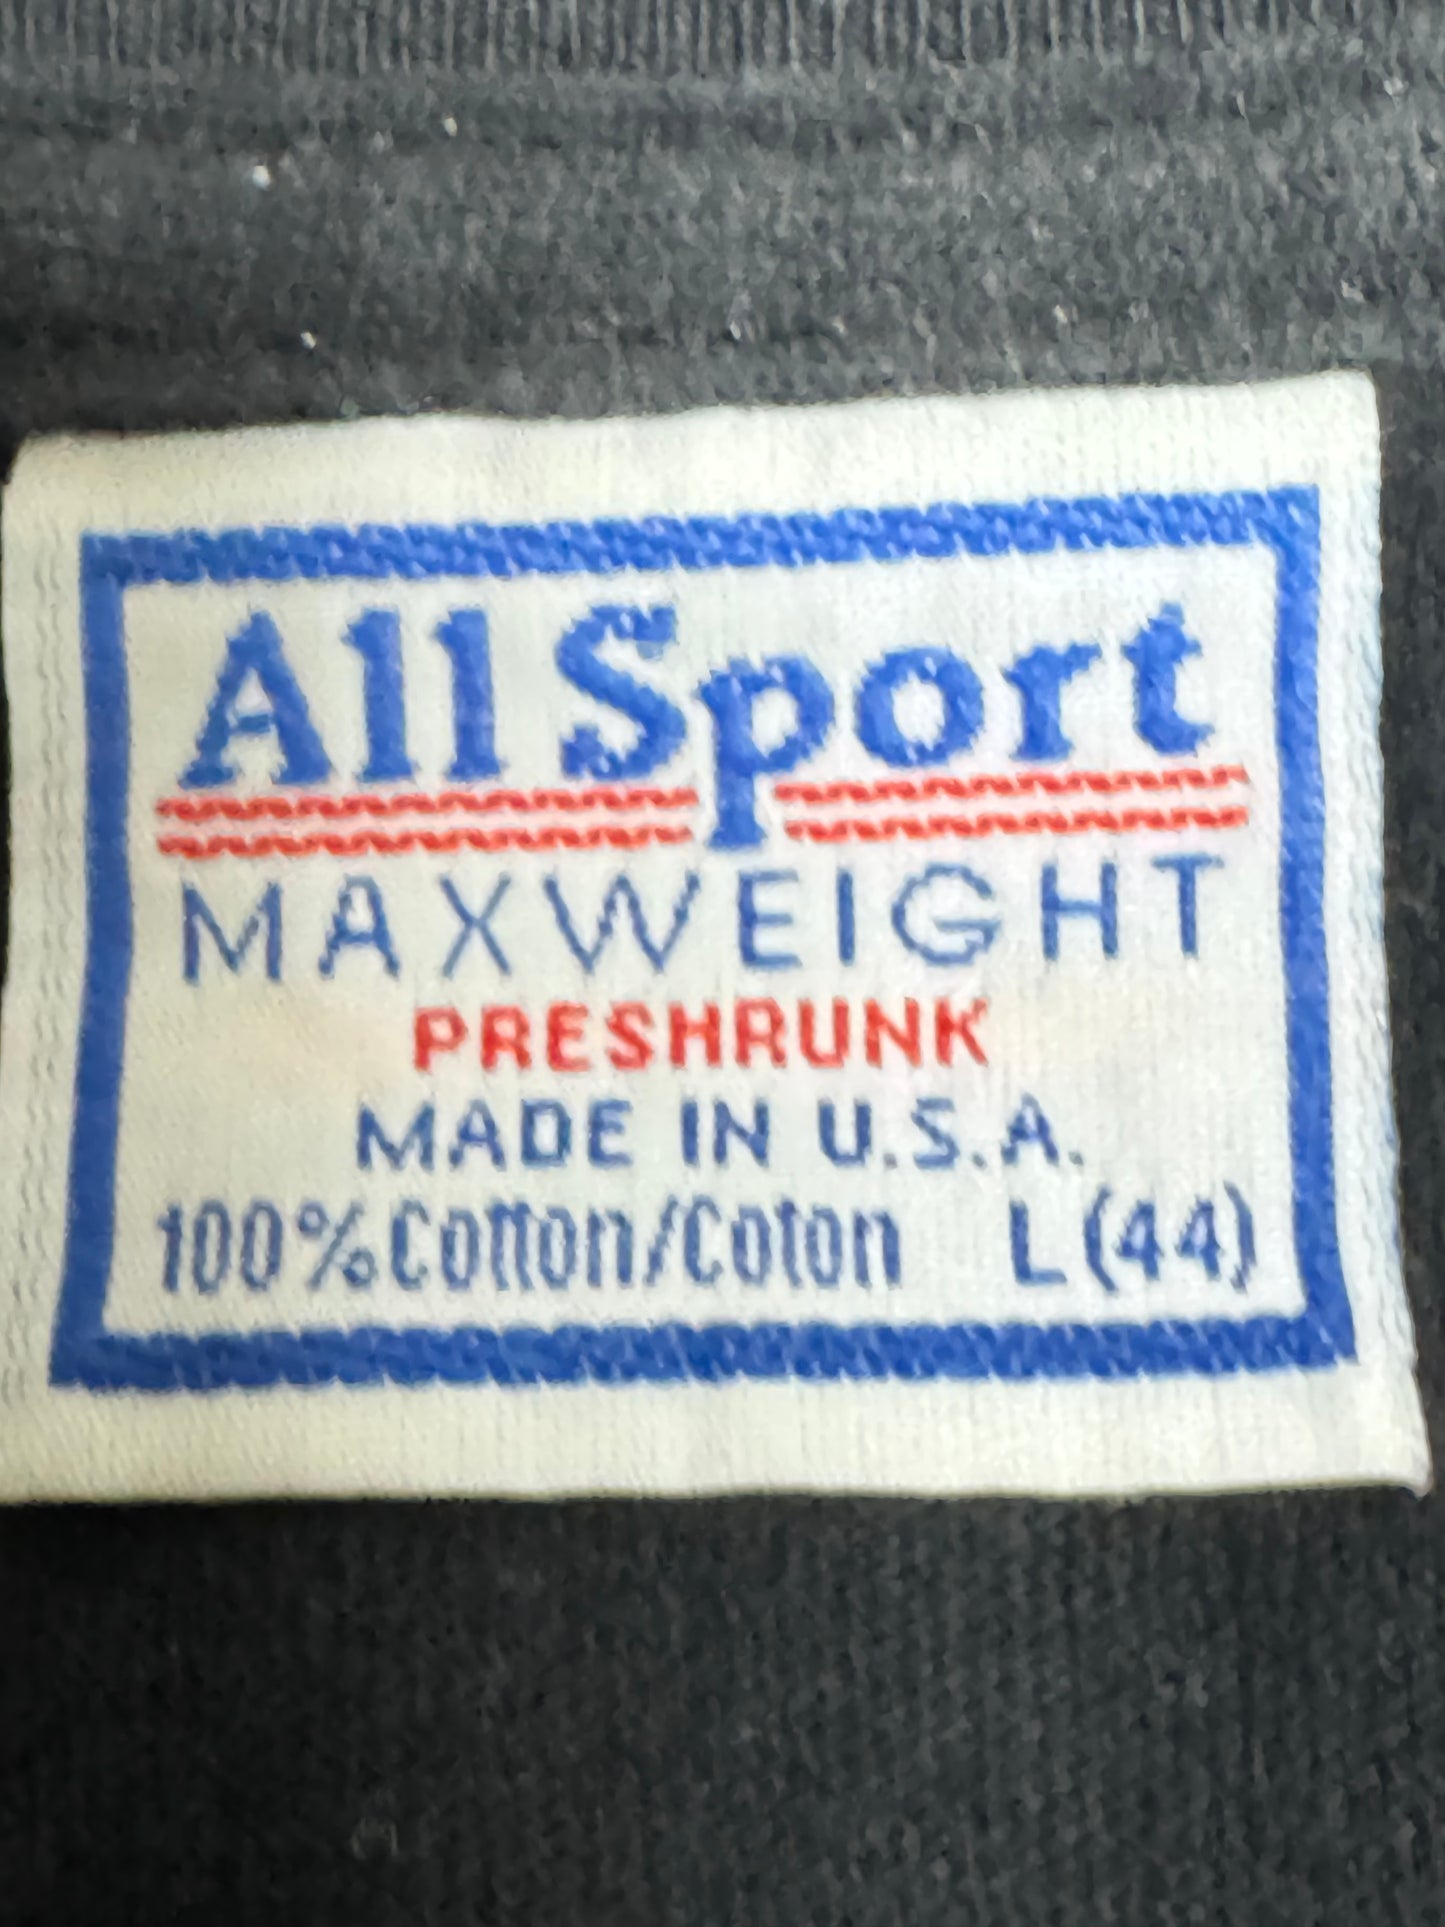 All Sport
MAXWEIGHT
PRESHRUNK
MADE IN U.S.A.
100% Cotton/Coton L (44)